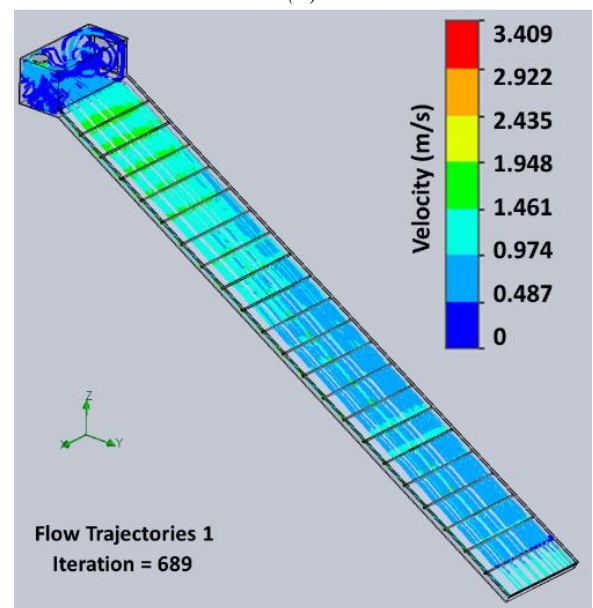 3.409
2.922
2.435
1.948
1.461
0.974
0.487
0
Velocity (m/s)
Z
X
Y
Flow Trajectories 1
Iteration = 689